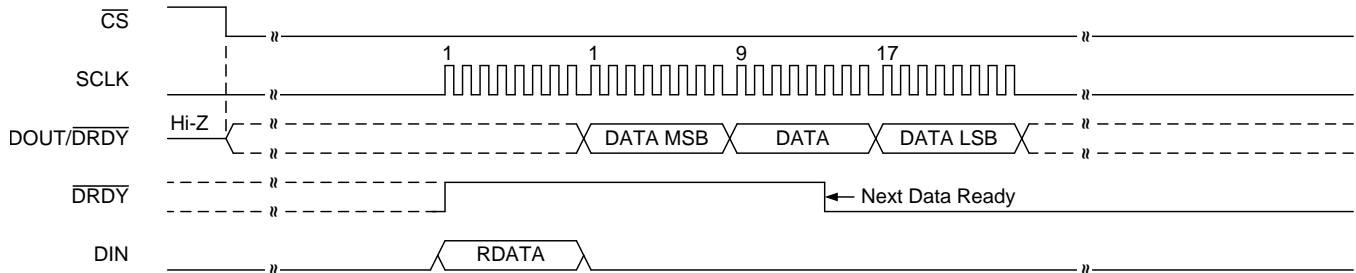 CS
1 1 9 17
SCLK
Hi-Z
DOUT/DRDY DATA MSB DATA DATA LSB
DRDY Next Data Ready
DIN RDATA